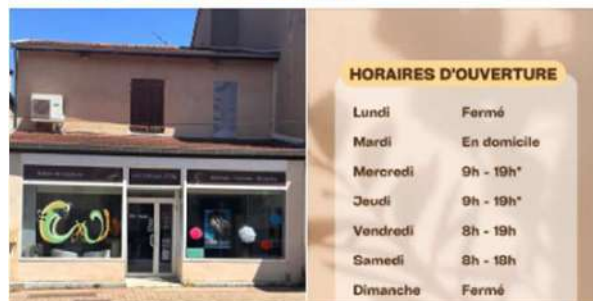 HORAIRES D'OUVERTURE
Lundi Fermé
Mardi En domicile
Mercredi 9h - 19h*
Jeudi 9h - 19h*
Vendredi 8h - 19h
Samedi 8h - 18h
Dimanche Fermé